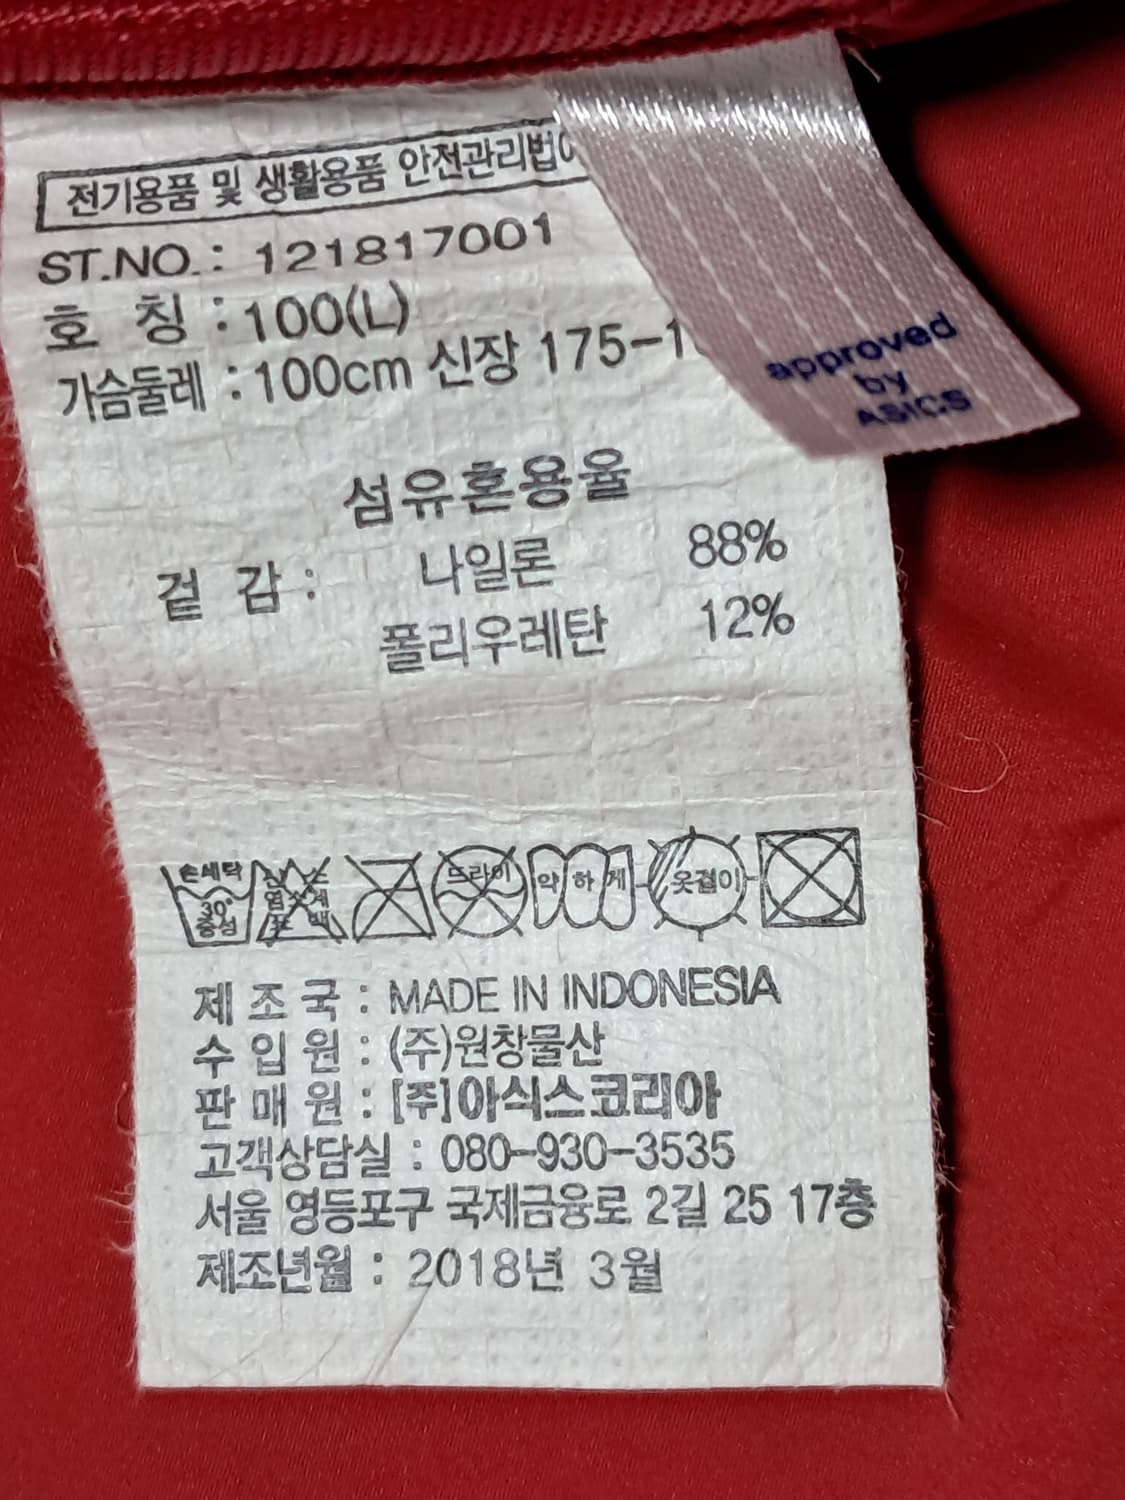 전기용품 및 생활용품 안전관리법
ST.NO.: 121817001
호 칭 : 100(L)
가슴둘레 : 100cm 신장 175-1
approved
by
ASICS
섬유혼용율
겉 감 : 나일론 88%
폴리우레탄 12%
손세탁
30°
중성
드라이
약하게
옷걸이
제 조 국 : MADE IN INDONESIA
수 입 원 : (주)원창물산
판 매 원 : [주]아식스코리아
고객상담실 : 080-930-3535
서울 영등포구 국제금융로 2길 25 17층
제조년월 : 2018년 3월